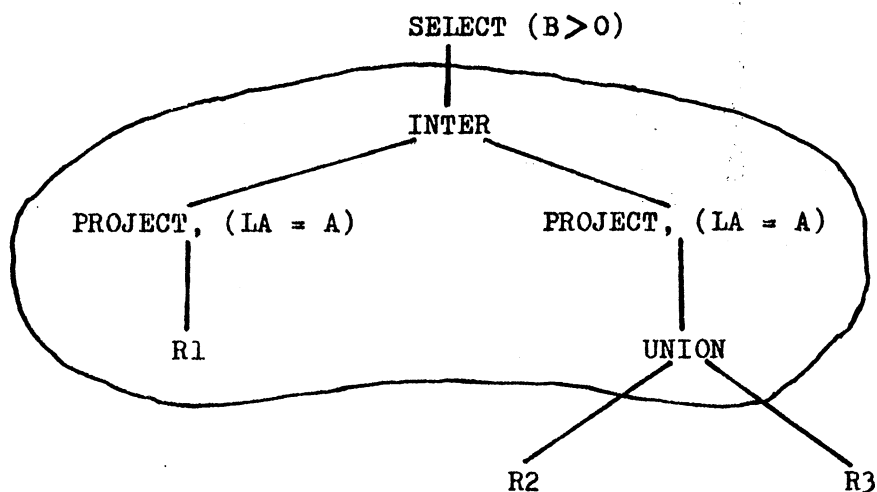 SELECT (B>0)
INTER
PROJECT, (LA = A) PROJECT, (LA = A)
R1 UNION
R2 R3